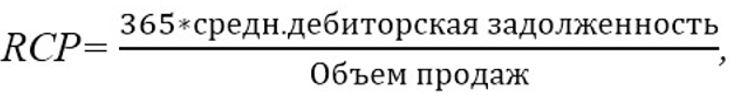 RCP= 365*средн.дебиторская задолженность
Объем продаж,